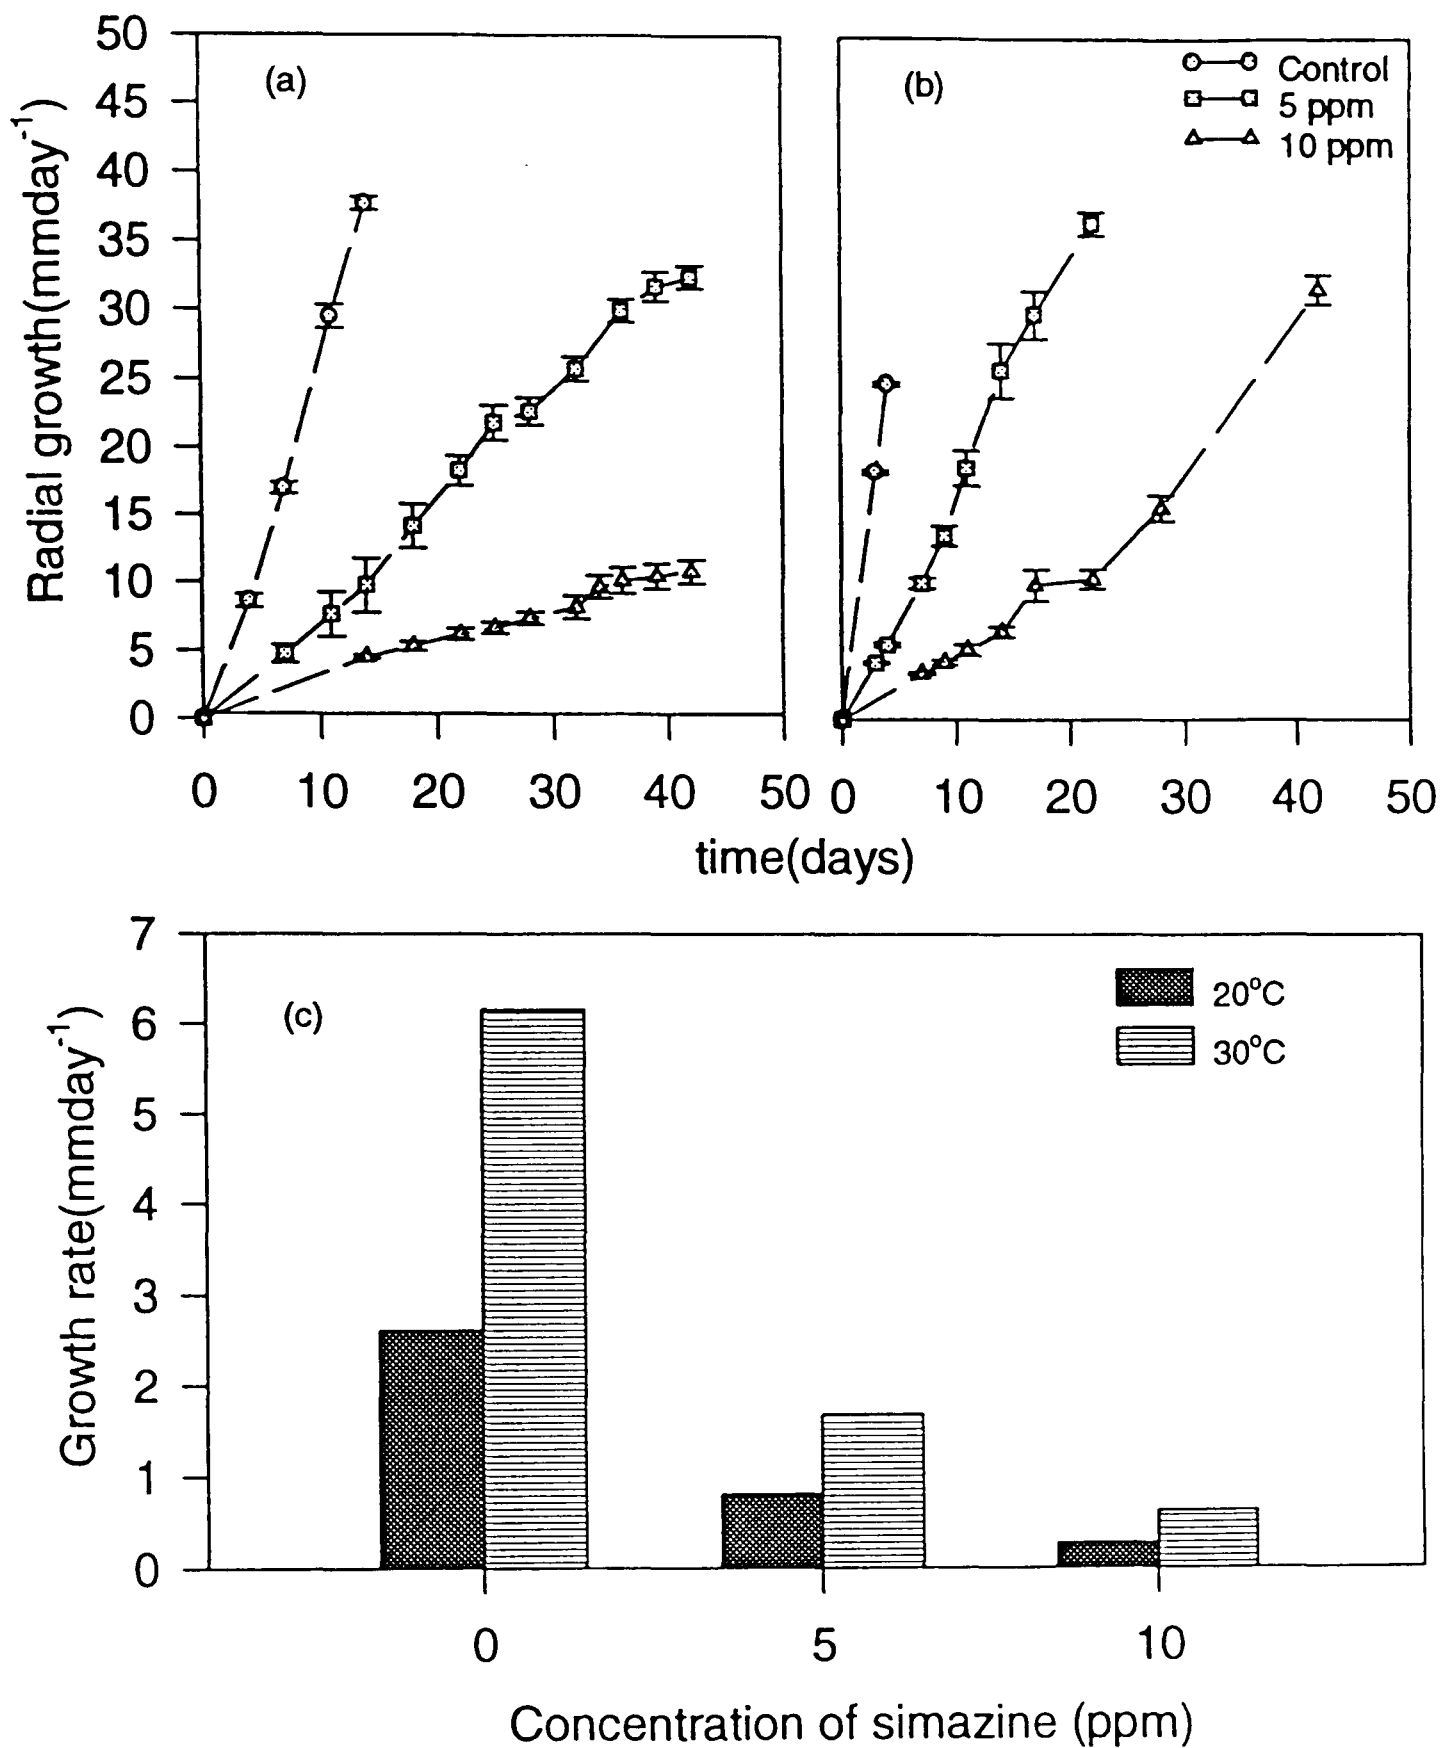 50
45
40
35
30
25
20
15
10
5
0
Radial growth(mmday-1)
(a)
(b)
Control
5 ppm
10 ppm
0 10 20 30 40 50
0 10 20 30 40 50
time(days)
7
6
5
4
3
2
1
0
Growth rate(mmday-1)
(c)
20°C
30°C
0 5 10
Concentration of simazine (ppm)